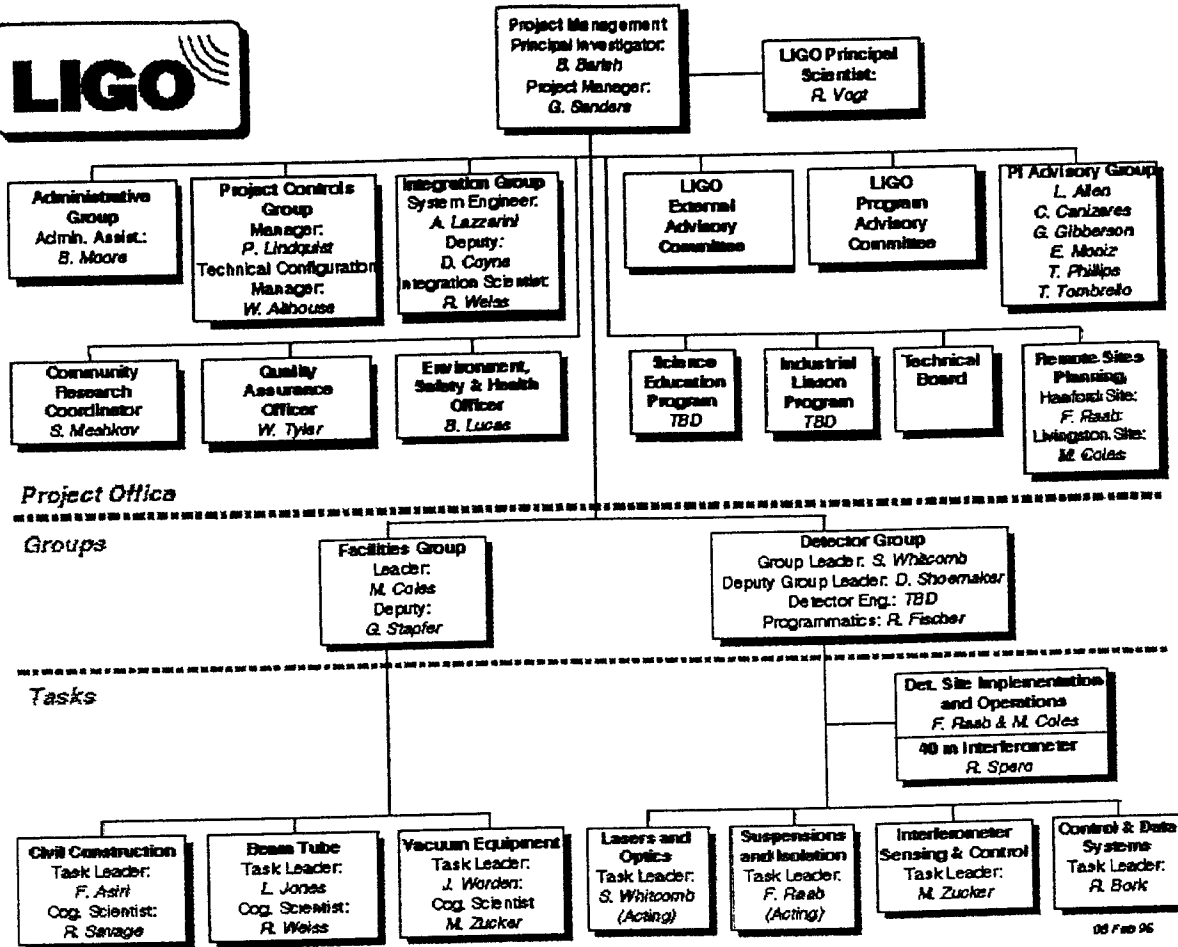 LIGO
Project Management
Principal Investigator:
B. Barish
Project Manager:
G. Sanders
LIGO Principal
Scientist:
R. Vogt
Administrative
Group
Admin. Assist.:
B. Moore
Project Controls
Group
Manager:
P. Lindquist
Technical Configuration
Manager:
W. Althouse
Integration Group
System Engineer:
A. Lazzarini
Deputy:
D. Coyne
Integration Scientist:
R. Weiss
LIGO
External
Advisory
Committee
LIGO
Program
Advisory
Committee
PI Advisory Group
L. Allen
C. Canizares
G. Gibberson
E. Moniz
T. Phillips
T. Tombrello
Community
Research
Coordinator
S. Meshkov
Quality
Assurance
Officer
W. Tyler
Environment,
Safety & Health
Officer
B. Lucas
Science
Education
Program
TBD
Industrial
Liason
Program
TBD
Technical
Board
Remote Sites
Planning,
Hanford Site:
F. Raab:
Livingston. Site:
M. Coles
Project Office
Groups
Facilities Group
Leader:
M. Coles
Deputy:
G. Stapfer
Detector Group
Group Leader: S. Whitcomb
Deputy Group Leader: D. Shoemaker
Detector Eng.: TBD
Programmatics: R. Fischer
Tasks
Det. Site Implementation
and Operations
F. Raab & M. Coles
40 m Interferometer
R. Spero
Civil Construction
Task Leader:
F. Asiri
Cog. Scientist:
R. Savage
Beam Tube
Task Leader:
L. Jones
Cog. Scientist:
R. Weiss
Vacuum Equipment
Task Leader:
J. Worden:
Cog. Scientist
M. Zucker
Lasers and
Optics
Task Leader:
S. Whitcomb
(Acting)
Suspensions
and Isolation
Task Leader:
F. Raab
(Acting)
Interferometer
Sensing & Control
Task Leader:
M. Zucker
Control & Data
Systems
Task Leader:
R. Bork
08 Feb 96